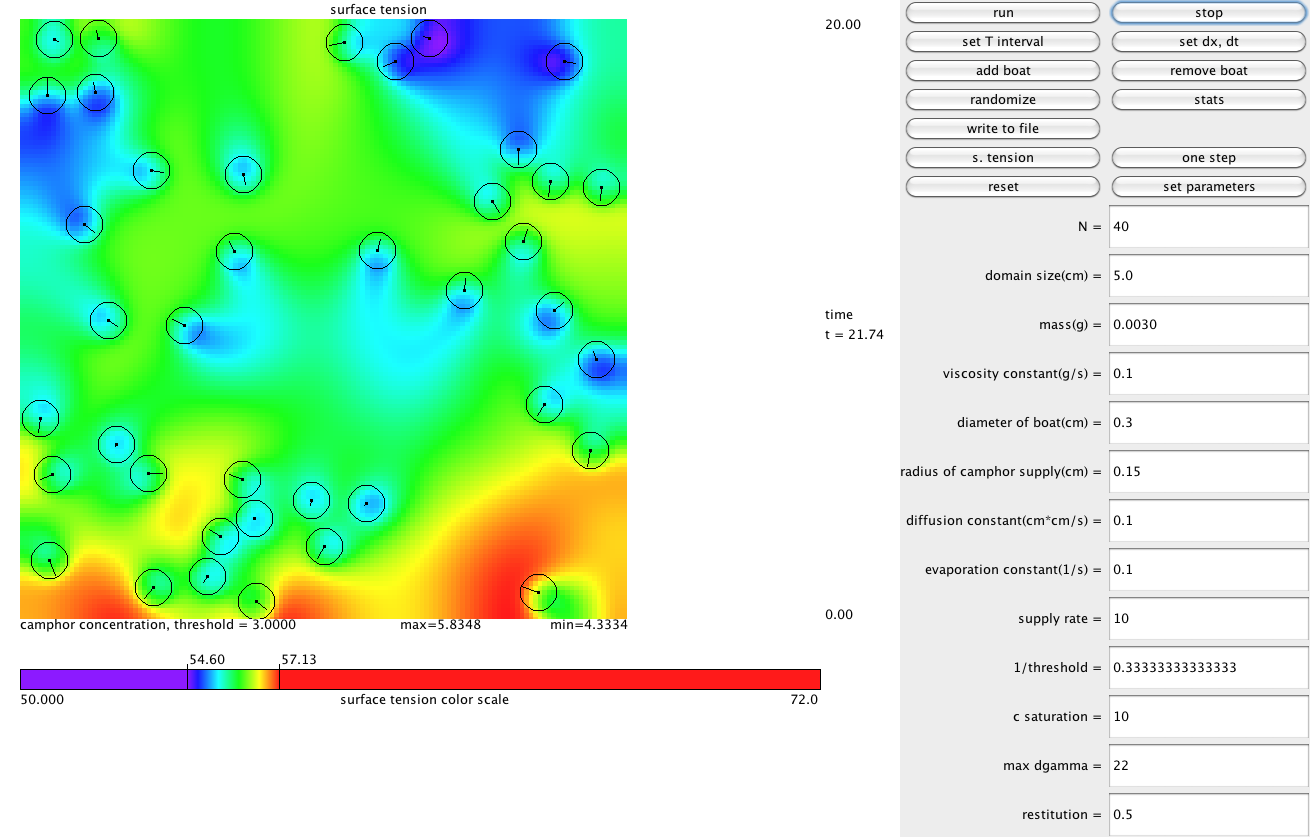 surface tension
20.00
time
t = 21.74
0.00
camphor concentration, threshold = 3.0000 max=5.8348 min=4.3334
54.60 57.13
50.000 surface tension color scale 72.0
run stop
set T interval set dx, dt
add boat remove boat
randomize stats
write to file
s. tension one step
reset set parameters
N = 40
domain size(cm) = 5.0
mass(g) = 0.0030
viscosity constant(g/s) = 0.1
diameter of boat(cm) = 0.3
radius of camphor supply(cm) = 0.15
diffusion constant(cm*cm/s) = 0.1
evaporation constant(1/s) = 0.1
supply rate = 10
1/threshold = 0.33333333333333
c saturation = 10
max dgamma = 22
restitution = 0.5